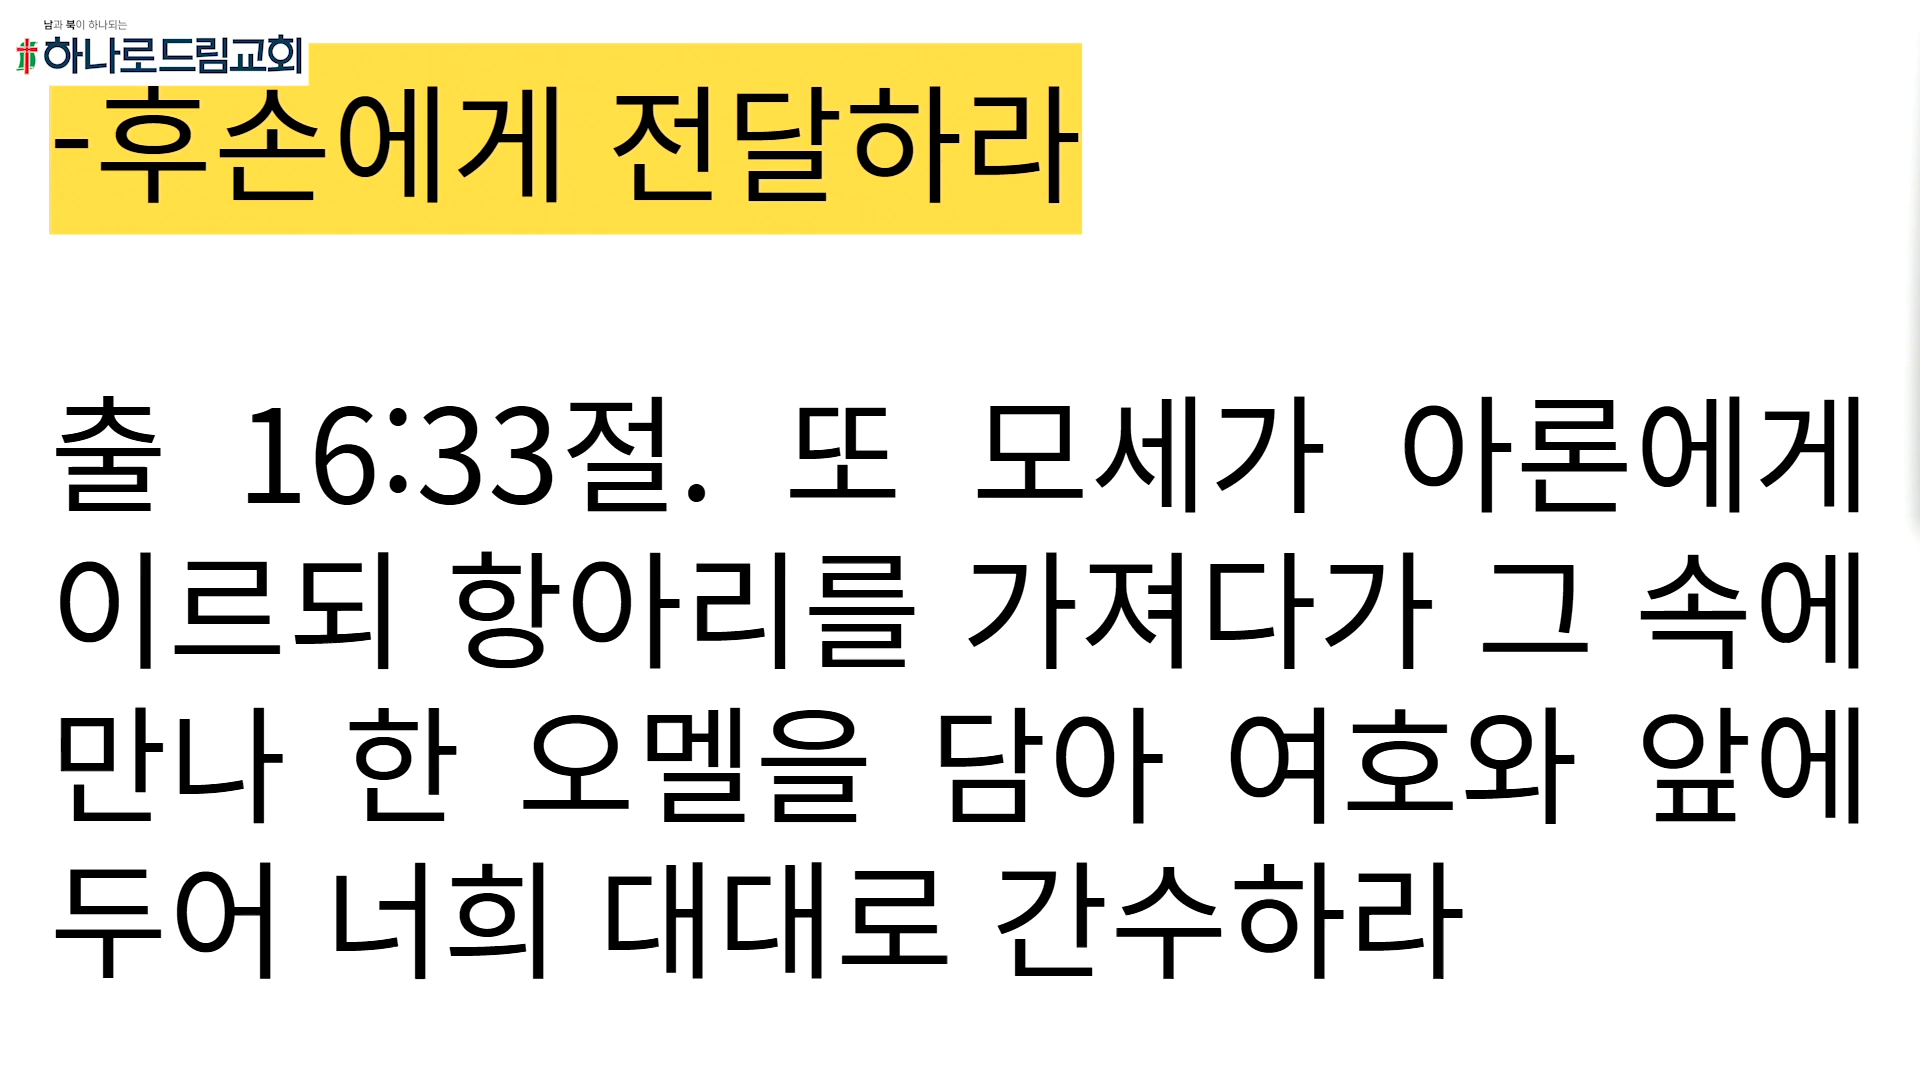 남과 북이 하나되는
하나로드림교회
-후손에게 전달하라
출 16:33절. 또 모세가 아론에게
이르되 항아리를 가져다가 그 속에
만나 한 오멜을 담아 여호와 앞에
두어 너희 대대로 간수하라